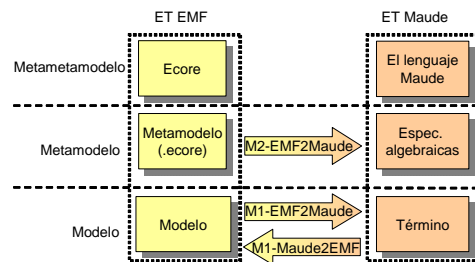 ET EMF
ET Maude
Metametamodelo
Ecore
El lenguaje
Maude
Metamodelo
Metamodelo
(.ecore)
M2-EMF2Maude
Espec.
algebraicas
Modelo
Modelo
M1-EMF2Maude
M1-Maude2EMF
Término